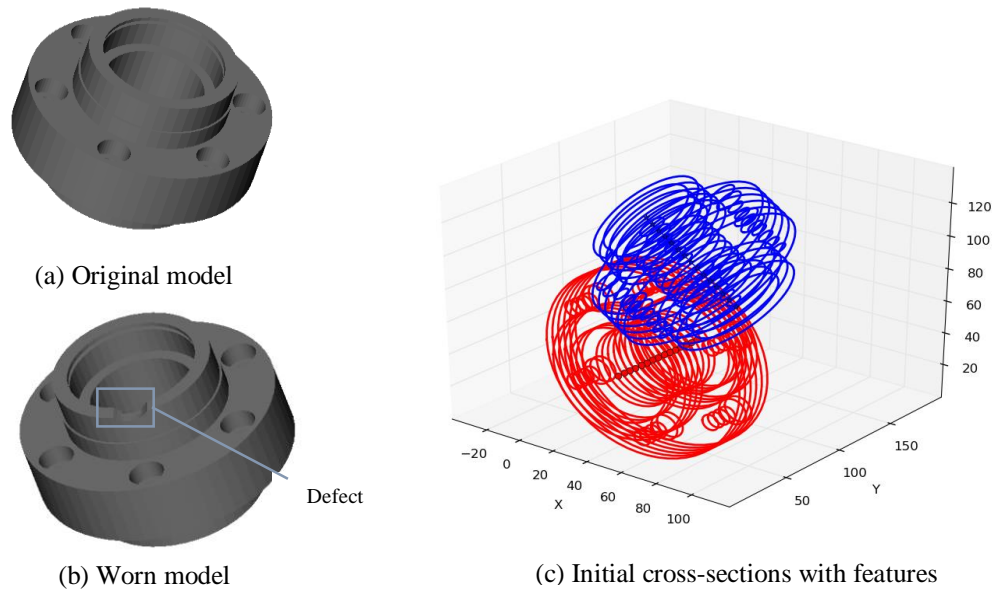 (a) Original model
Defect
(b) Worn model
120
100
80
60
40
20
−20
0
20
40
60
80
100
X
50
100
150
Y
(c) Initial cross-sections with features